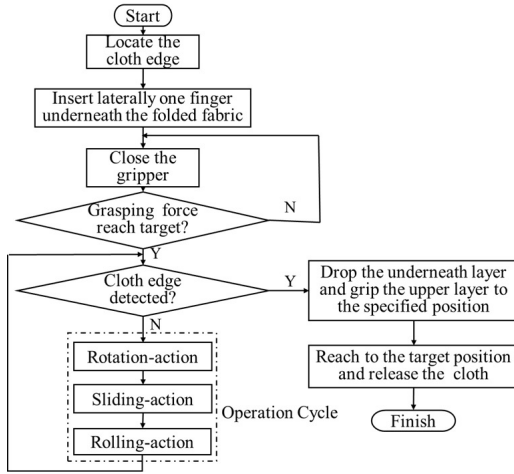 Start
Locate the
cloth edge
Insert laterally one finger
underneath the folded fabric
Close the
gripper
Grasping force
reach target?
N
Y
Cloth edge
detected?
Y
N
Drop the underneath layer
and grip the upper layer to
the specified position
Rotation-action
Sliding-action
Rolling-action
Operation Cycle
Reach to the target position
and release the cloth
Finish